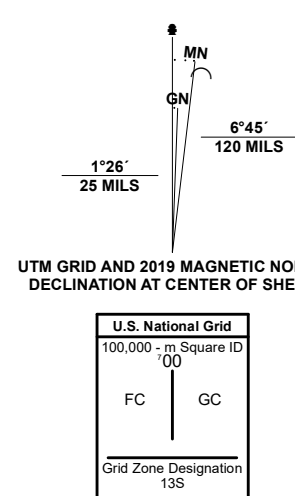 MN
GN
6°45´
120 MILS
1°26´
25 MILS
UTM GRID AND 2019 MAGNETIC NO
DECLINATION AT CENTER OF SHE
U.S. National Grid
100,000 - m Square ID
⁷00
FC GC
Grid Zone Designation
13S